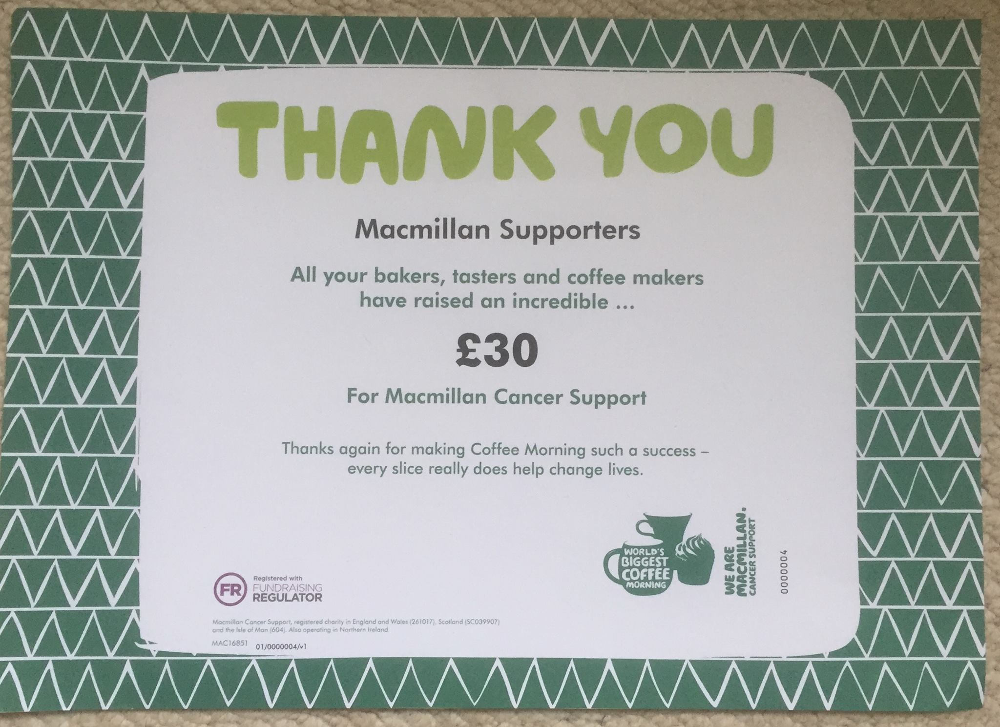 THANK YOU
Macmillan Supporters
All your bakers, tasters and coffee makers
have raised an incredible ...
£30
For Macmillan Cancer Support
Thanks again for making Coffee Morning such a success –
every slice really does help change lives.
WORLD'S
BIGGEST
COFFEE
MORNING
WE ARE
MACMILLAN.
CANCER SUPPORT
0000004
FR
Registered with
FUNDRAISING
REGULATOR
Macmillan Cancer Support, registered charity in England and Wales (261017), Scotland (SC039907)
and the Isle of Man (604). Also operating in Northern Ireland.
MAC16851 01/0000004/v1